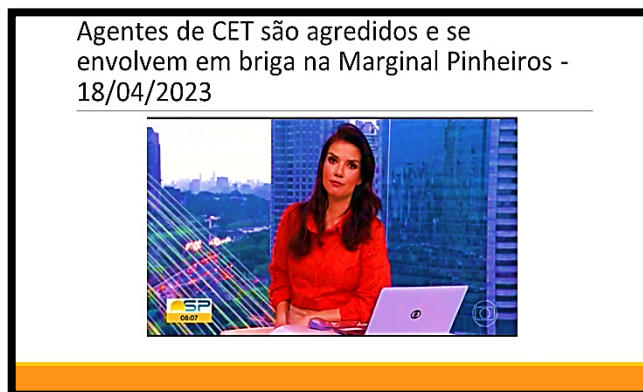 Agentes de CET são agredidos e se
envolvem em briga na Marginal Pinheiros -
18/04/2023
SP
08:07